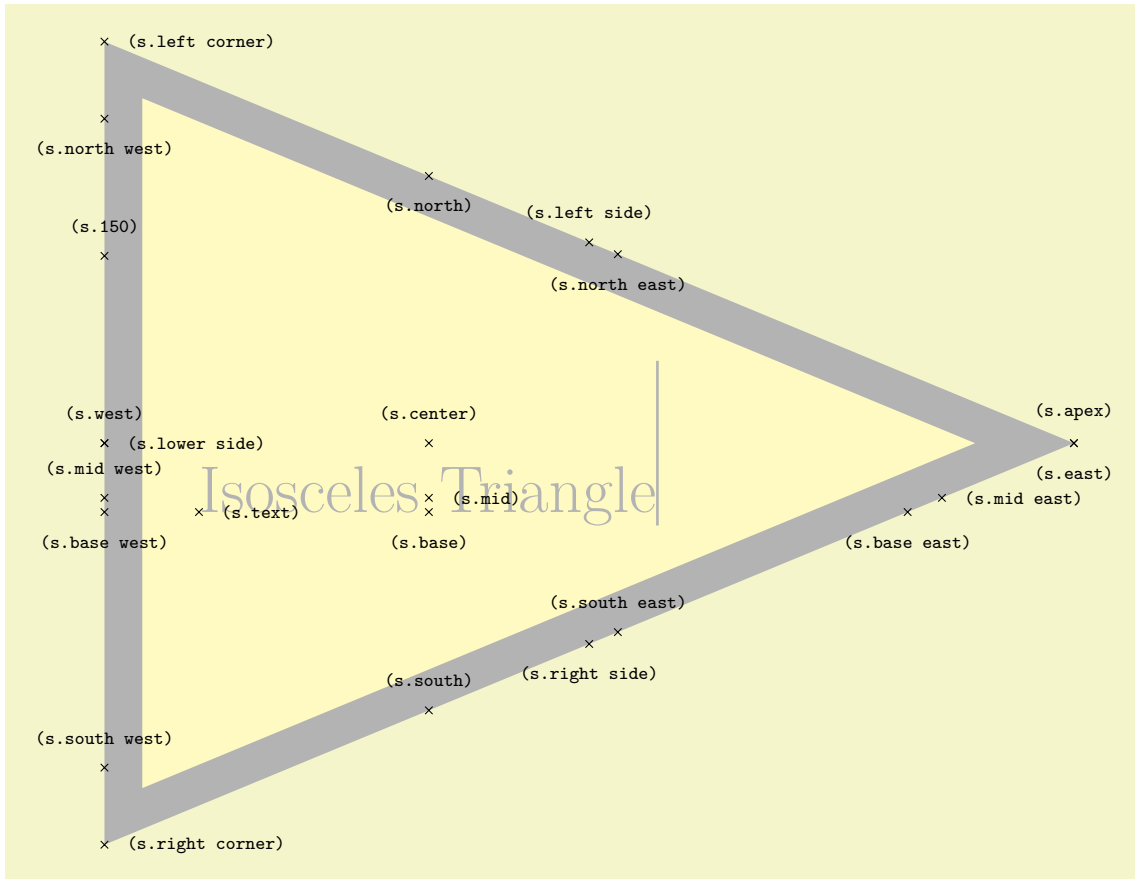 (s.left corner)
(s.north west)
(s.north)
(s.left side)
(s.150)
(s.north east)
(s.apex)
(s.west)
(s.center)
(s.lower side)
(s.mid west)
(s.east)
Isosceles Triangle
(s.mid)
(s.mid east)
(s.text)
(s.base west)
(s.base)
(s.base east)
(s.south east)
(s.right side)
(s.south)
(s.south west)
(s.right corner)